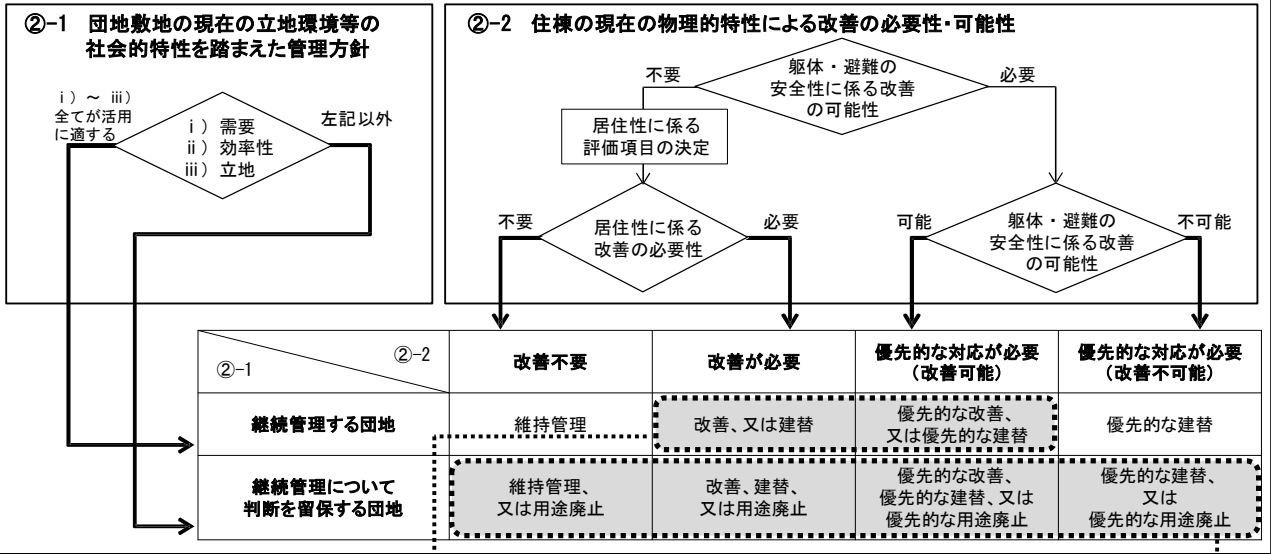 ②-1 団地敷地の現在の立地環境等の
社会的特性を踏まえた管理方針
ⅰ）～ ⅲ）
全てが活用
に適する
ⅰ）需要
ⅱ）効率性
ⅲ）立地
左記以外
②-2 住棟の現在の物理的特性による改善の必要性・可能性
不要
躯体・避難の
安全性に係る改善
の可能性
必要
居住性に係る
評価項目の決定
不要
居住性に係る
改善の必要性
必要
可能
躯体・避難の
安全性に係る改善
の可能性
不可能
②-1
②-2
改善不要
改善が必要
優先的な対応が必要
（改善可能）
優先的な対応が必要
（改善不可能）
継続管理する団地
維持管理
改善、又は建替
優先的な改善、
又は優先的な建替
優先的な建替
継続管理について
判断を留保する団地
維持管理、
又は用途廃止
改善、建替、
又は用途廃止
優先的な改善、
優先的な建替、又は
優先的な用途廃止
優先的な建替、
又は
優先的な用途廃止